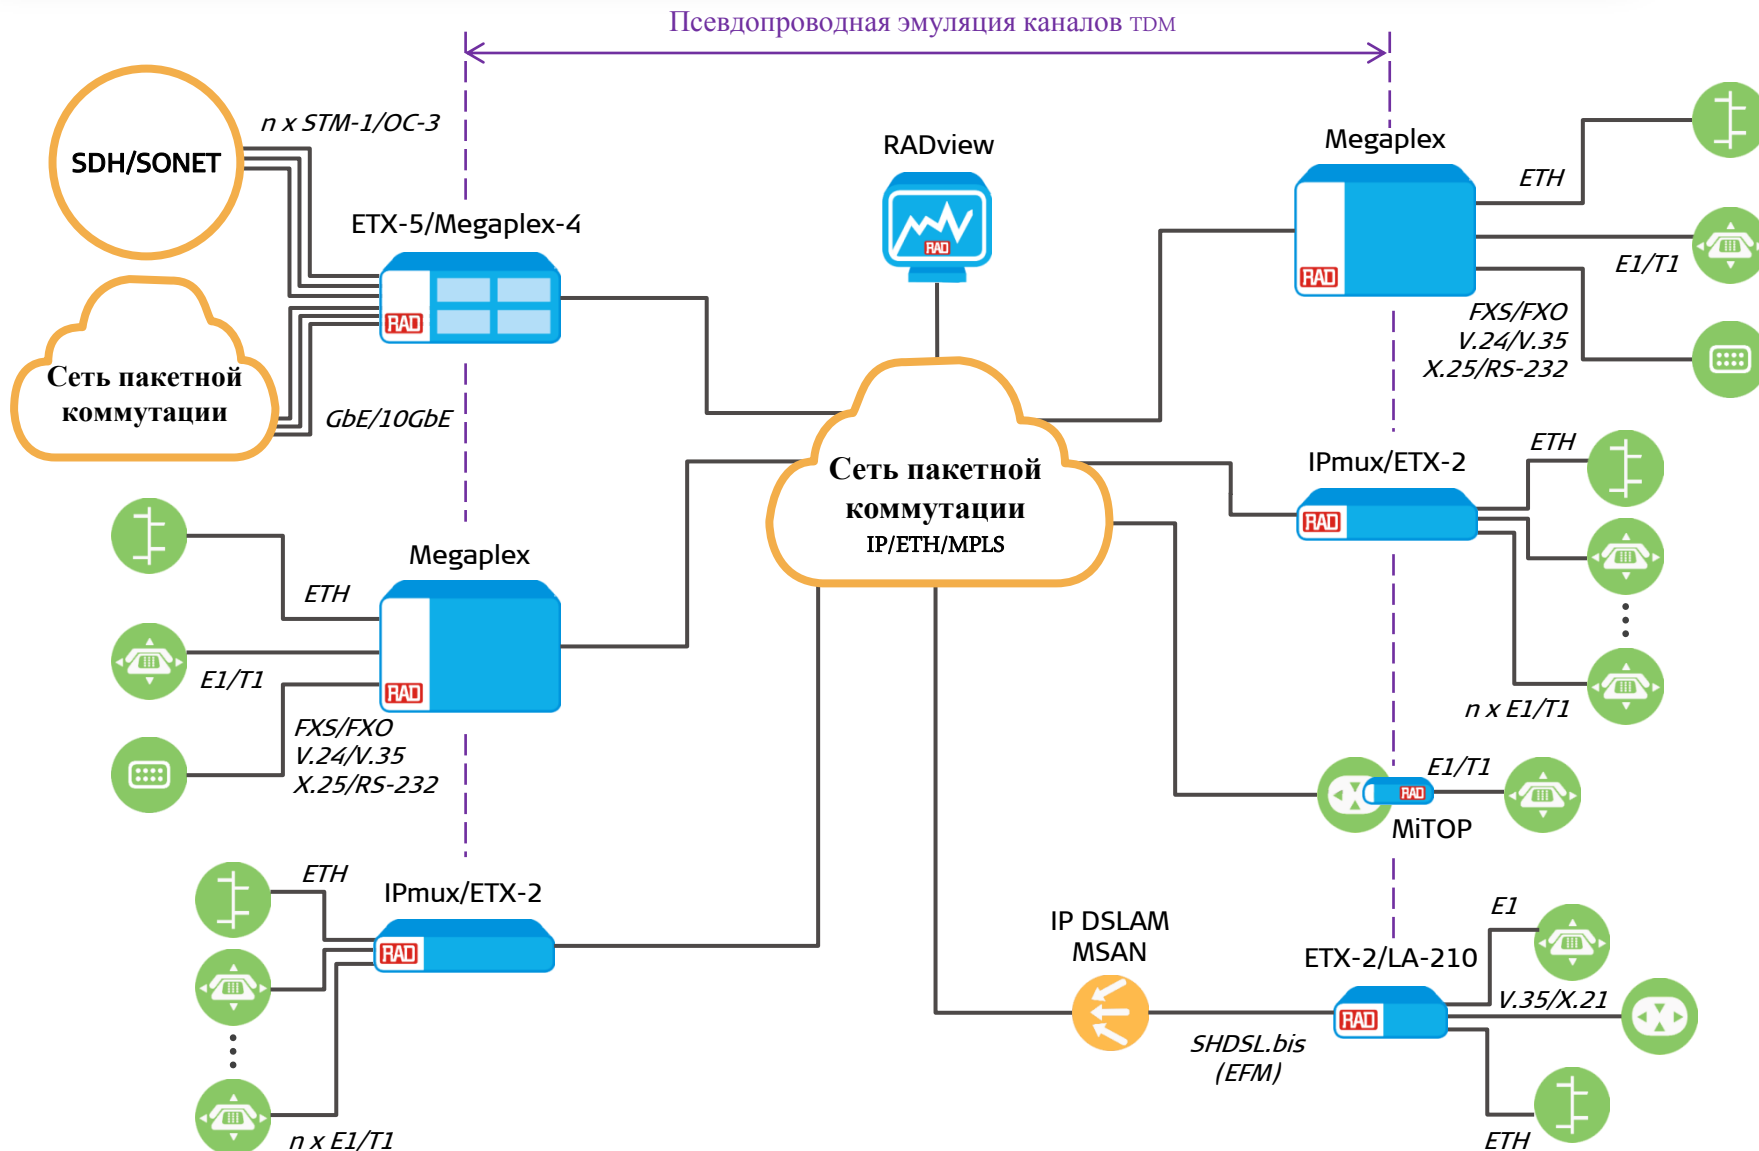 Псевдопроводная эмуляция каналов TDM
n x STM-1/OC-3
SDH/SONET
ETX-5/Megaplex-4
RAD
Сеть пакетной
коммутации
GbE/10GbE
RADview
RAD
Megaplex
RAD
ETH
E1/T1
FXS/FXO
V.24/V.35
X.25/RS-232
Сеть пакетной
коммутации
IP/ETH/MPLS
Megaplex
RAD
ETH
E1/T1
FXS/FXO
V.24/V.35
X.25/RS-232
IPmux/ETX-2
RAD
ETH
n x E1/T1
E1/T1
RAD
MiTOP
IPmux/ETX-2
RAD
ETH
n x E1/T1
IP DSLAM
MSAN
SHDSL.bis
(EFM)
ETX-2/LA-210
RAD
E1
V.35/X.21
ETH